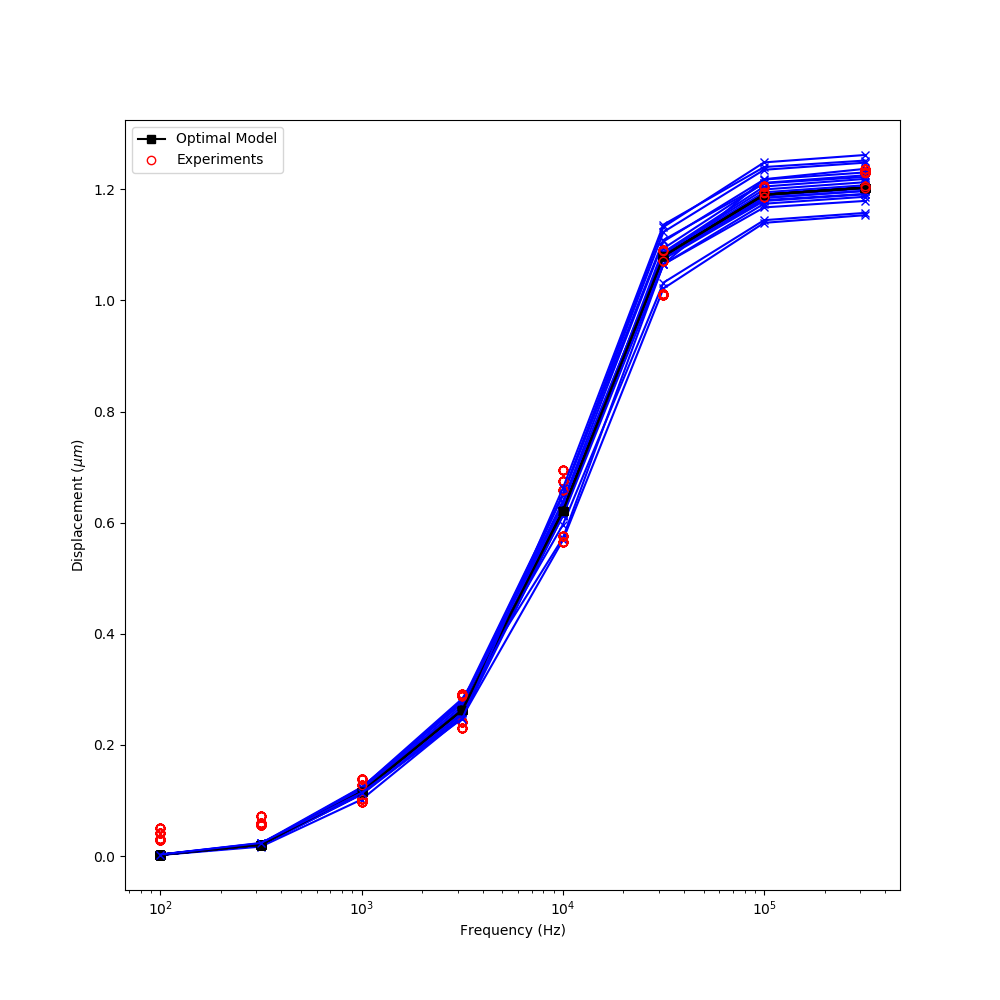 Optimal Model
Experiments
1.2
1.0
0.8
0.6
0.4
0.2
0.0
Displacement (μm)
10² 10³ 10⁴ 10⁵
Frequency (Hz)